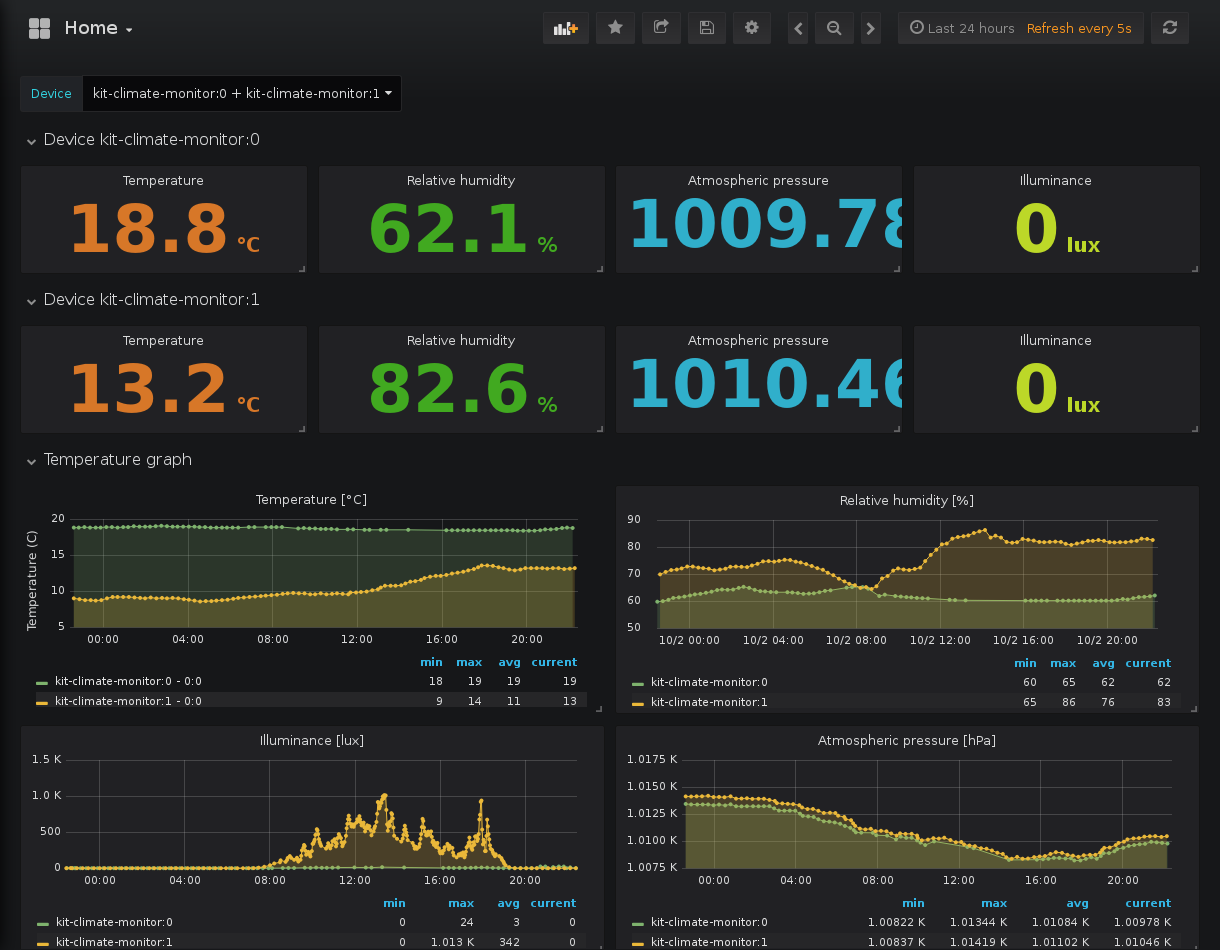 Home
Last 24 hours Refresh every 5s
Device kit-climate-monitor:0 + kit-climate-monitor:1
Device kit-climate-monitor:0
Temperature Relative humidity Atmospheric pressure Illuminance
18.8 °C 62.1 % 1009.78 0 lux
Device kit-climate-monitor:1
Temperature Relative humidity Atmospheric pressure Illuminance
13.2 °C 82.6 % 1010.46 0 lux
Temperature graph
Temperature [°C]
Temperature (C)
20
15
10
5
00:00 04:00 08:00 12:00 16:00 20:00
min max avg current
kit-climate-monitor:0 - 0:0 18 19 19 19
kit-climate-monitor:1 - 0:0 9 14 11 13
Relative humidity [%]
90
80
70
60
50
10/2 00:00 10/2 04:00 10/2 08:00 10/2 12:00 10/2 16:00 10/2 20:00
min max avg current
kit-climate-monitor:0 60 65 62 62
kit-climate-monitor:1 65 86 76 83
Illuminance [lux]
1.5 K
1.0 K
500
0
00:00 04:00 08:00 12:00 16:00 20:00
min max avg current
kit-climate-monitor:0 0 24 3 0
kit-climate-monitor:1 0 1.013 K 342 0
Atmospheric pressure [hPa]
1.0175 K
1.0150 K
1.0125 K
1.0100 K
1.0075 K
00:00 04:00 08:00 12:00 16:00 20:00
min max avg current
kit-climate-monitor:0 1.00822 K 1.01344 K 1.01084 K 1.00978 K
kit-climate-monitor:1 1.00837 K 1.01419 K 1.01102 K 1.01046 K